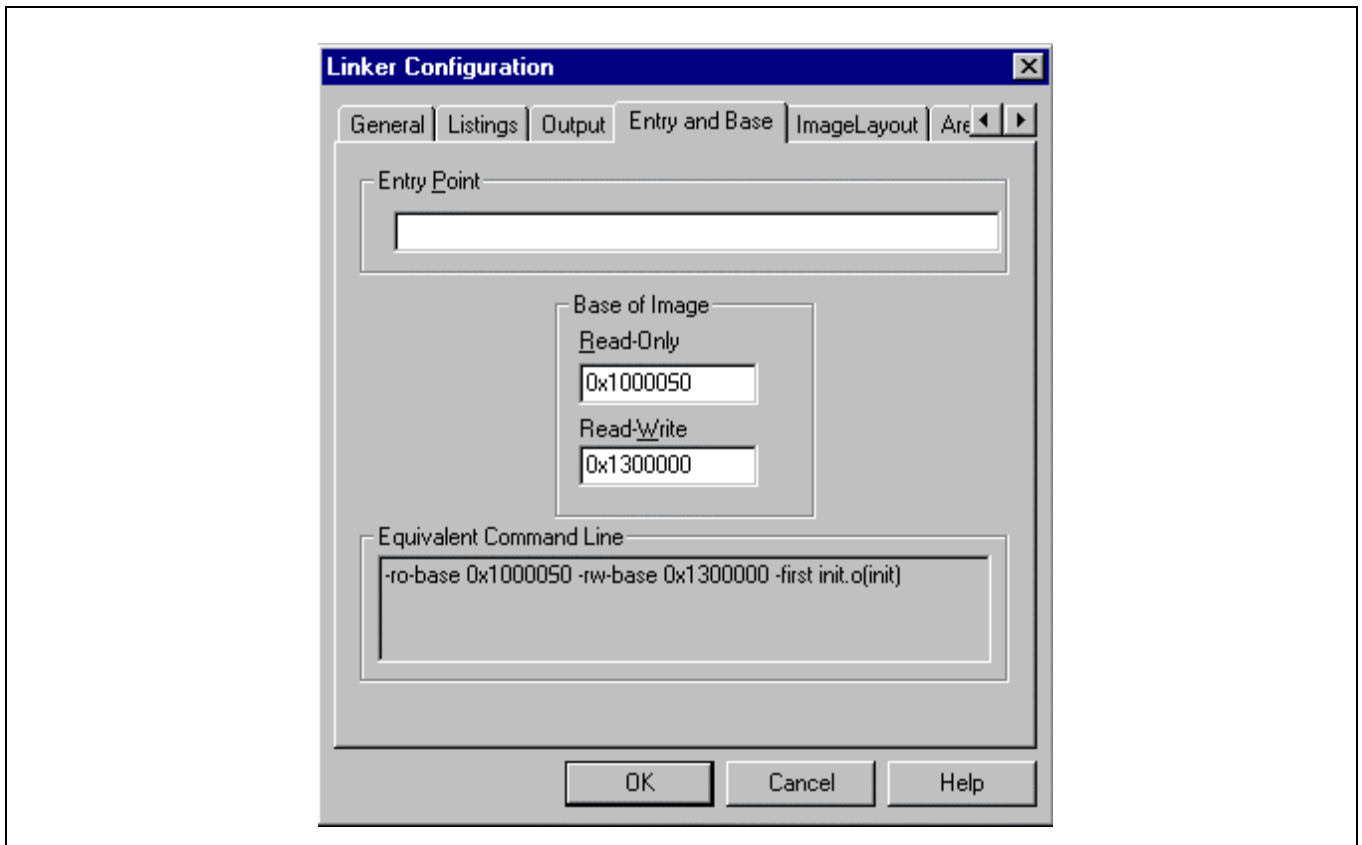 Linker Configuration
General Listings Output Entry and Base ImageLayout Are
Entry Point
Base of Image
Read-Only
0x1000050
Read-Write
0x1300000
Equivalent Command Line
-ro-base 0x1000050 -rw-base 0x1300000 -first init.o(init)
OK Cancel Help